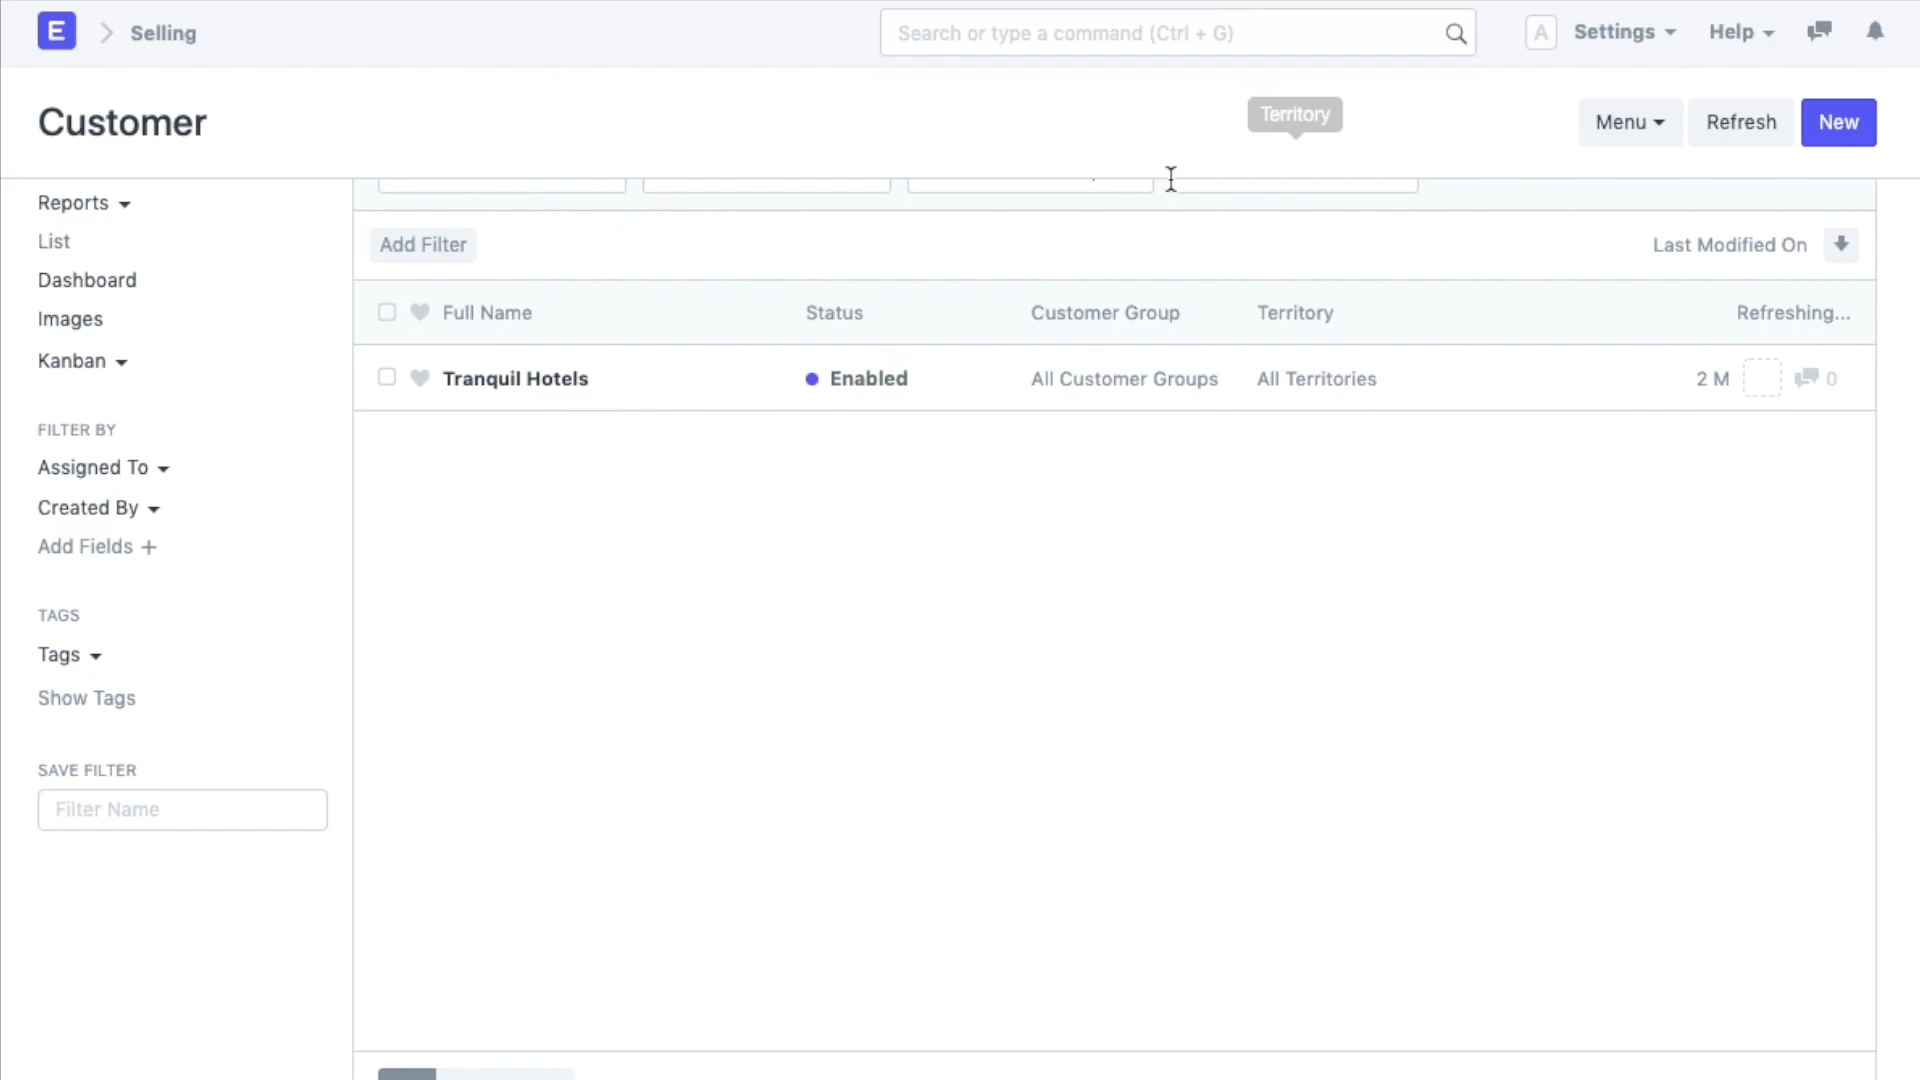 E
Selling
Search or type a command (Ctrl + G)
A
Settings
Help
Customer
Territory
Menu
Refresh
New
Reports
List
Dashboard
Images
Kanban
FILTER BY
Assigned To
Created By
Add Fields +
TAGS
Tags
Show Tags
SAVE FILTER
Filter Name
Add Filter
Last Modified On
Full Name Status Customer Group Territory Refreshing...
Tranquil Hotels Enabled All Customer Groups All Territories 2 M 0